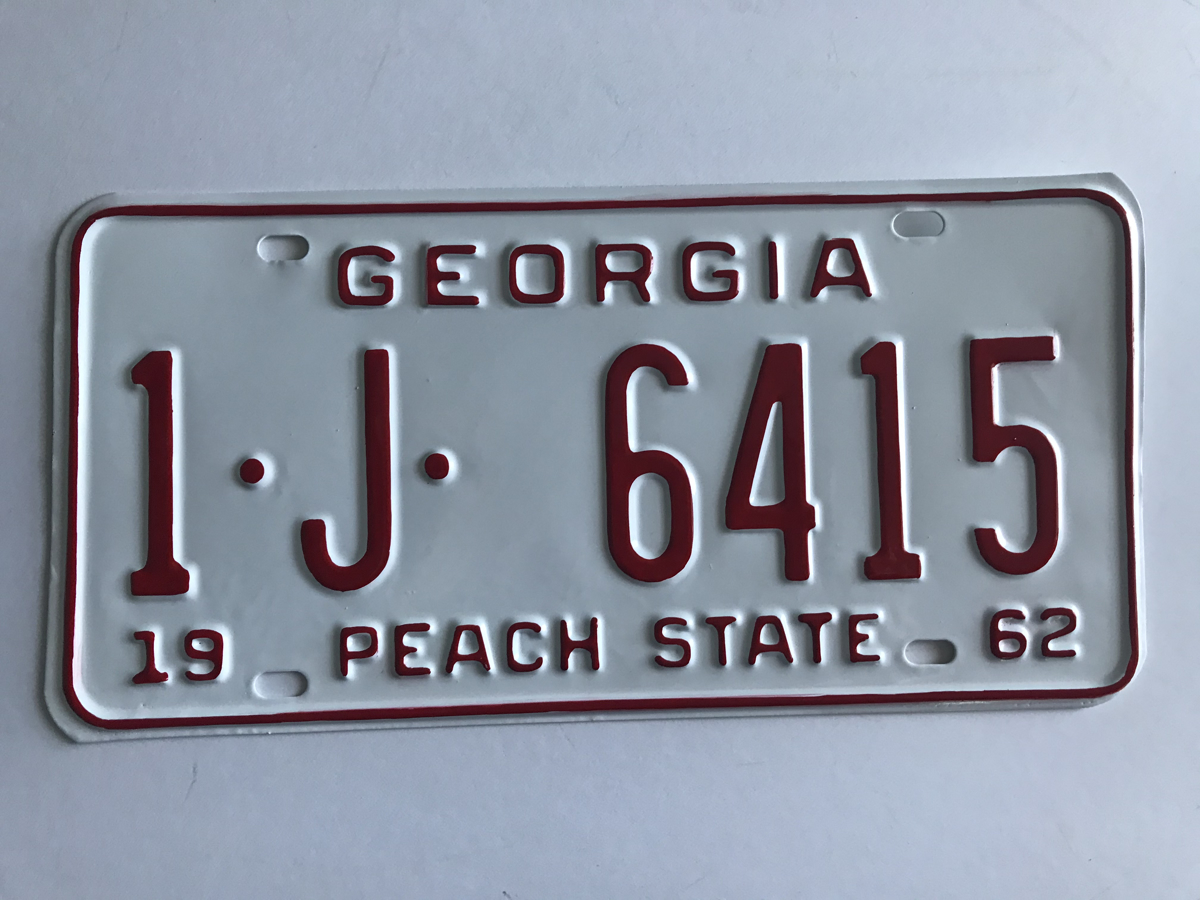 GEORGIA
1·J· 6415
19 PEACH STATE 62